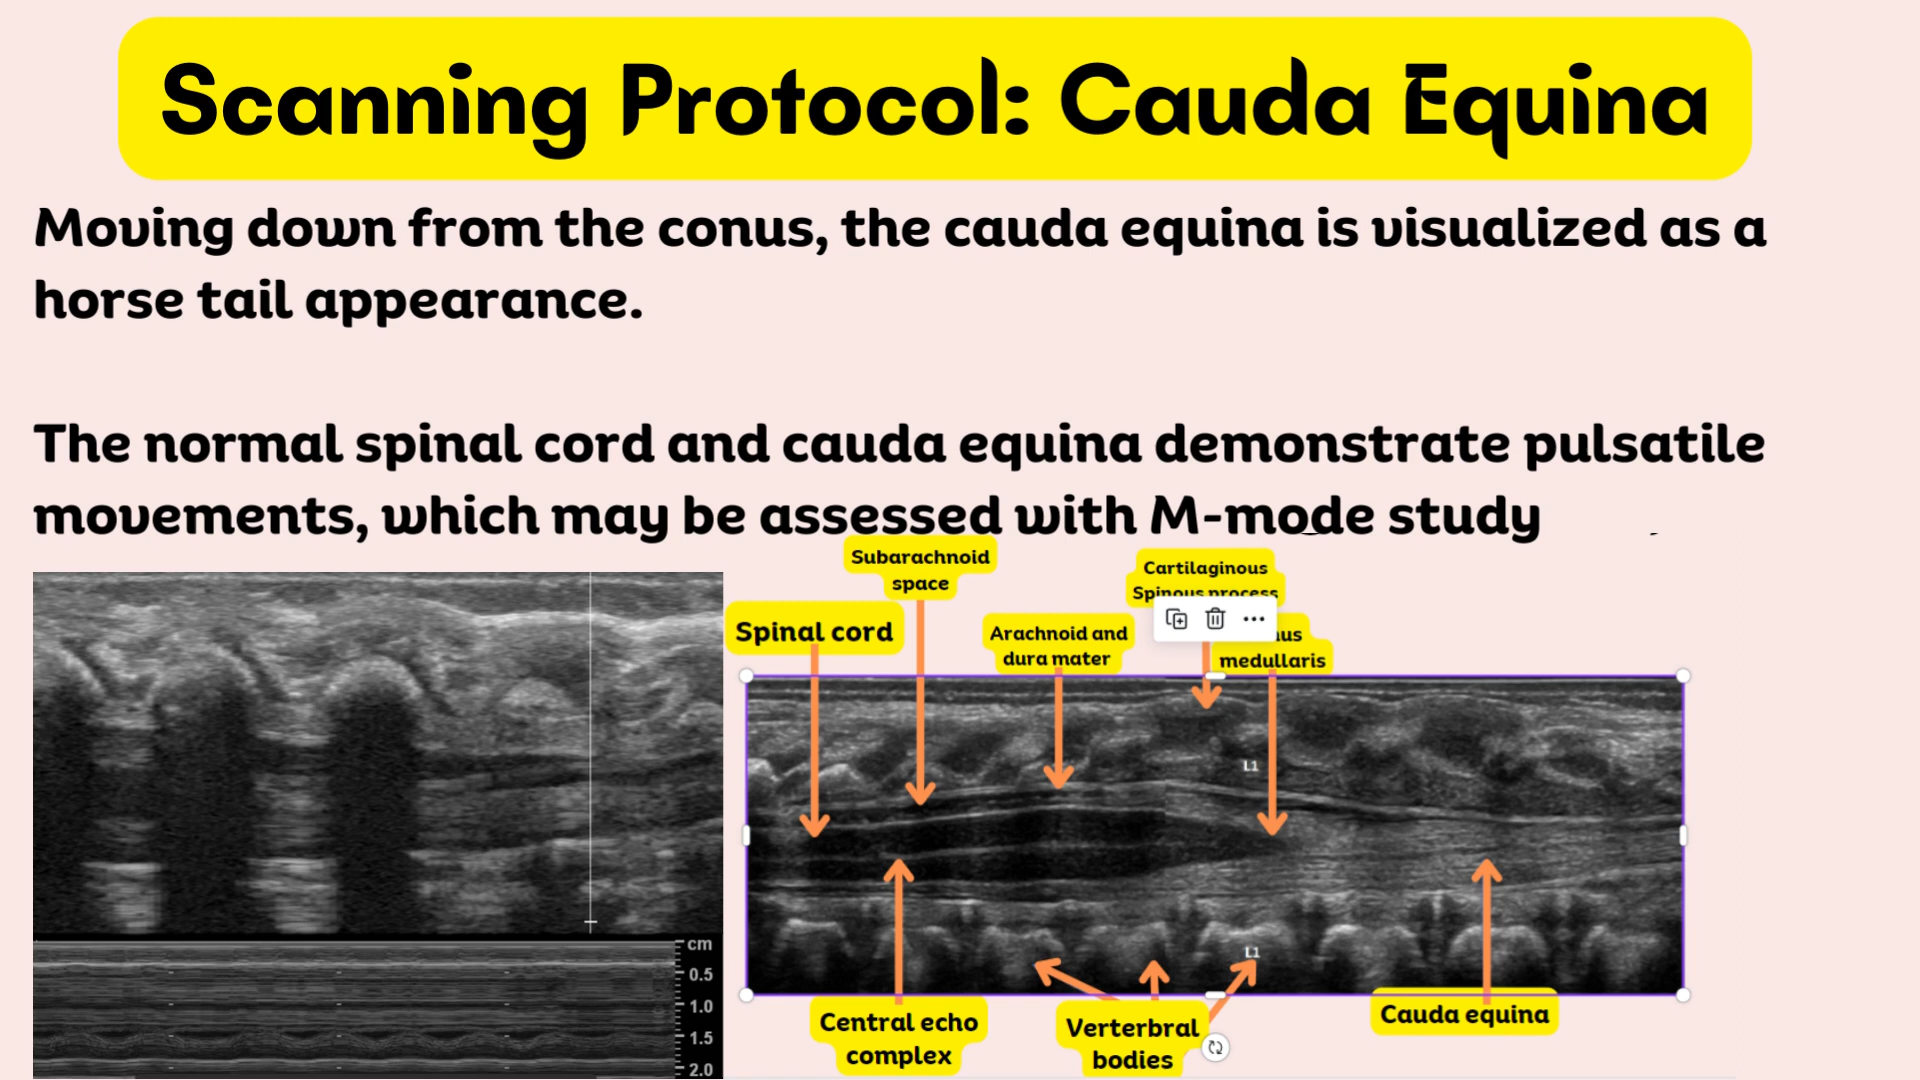 Scanning Protocol: Cauda Equina
Moving down from the conus, the cauda equina is visualized as a
horse tail appearance.
The normal spinal cord and cauda equina demonstrate pulsatile
movements, which may be assessed with M-mode study
Subarachnoid
space
Cartilaginous
Spinous process
Spinal cord
Arachnoid and
dura mater
medullaris
L1
L1
cm
0.5
1.0
1.5
2.0
Central echo
complex
Verterbral
bodies
Cauda equina